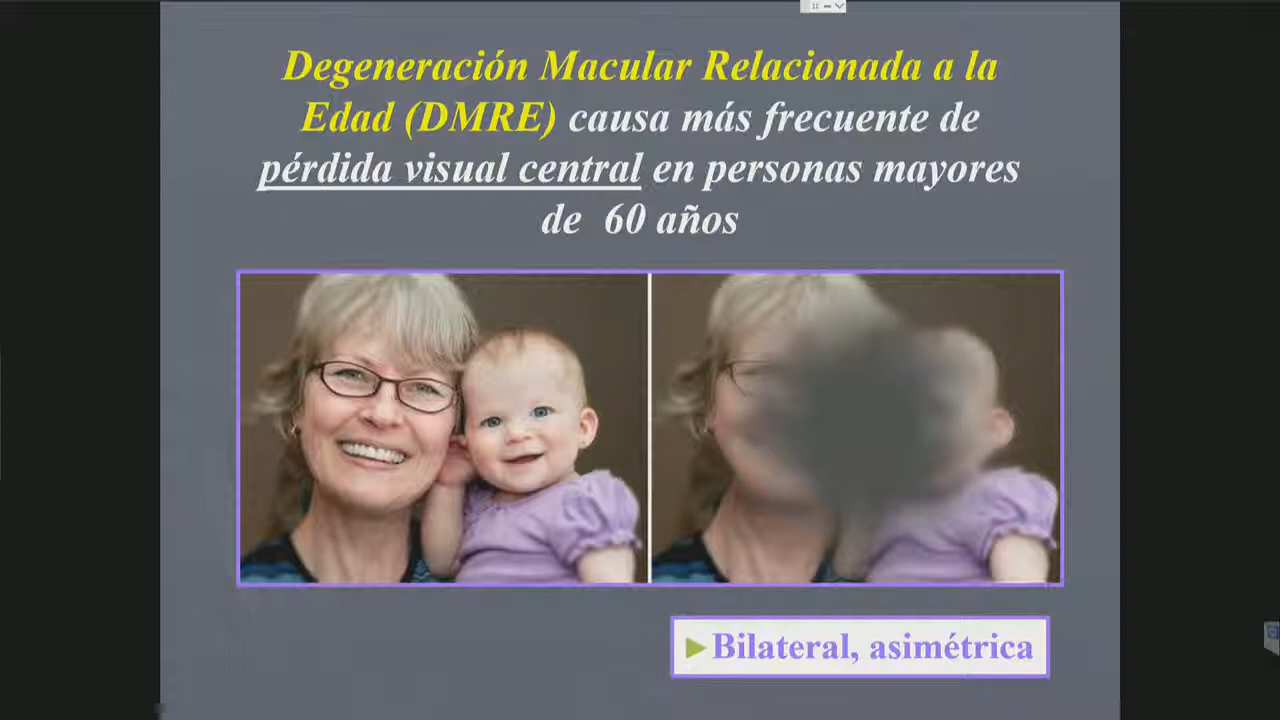 Degeneración Macular Relacionada a la
Edad (DMRE) causa más frecuente de
pérdida visual central en personas mayores
de 60 años
Bilateral, asimétrica